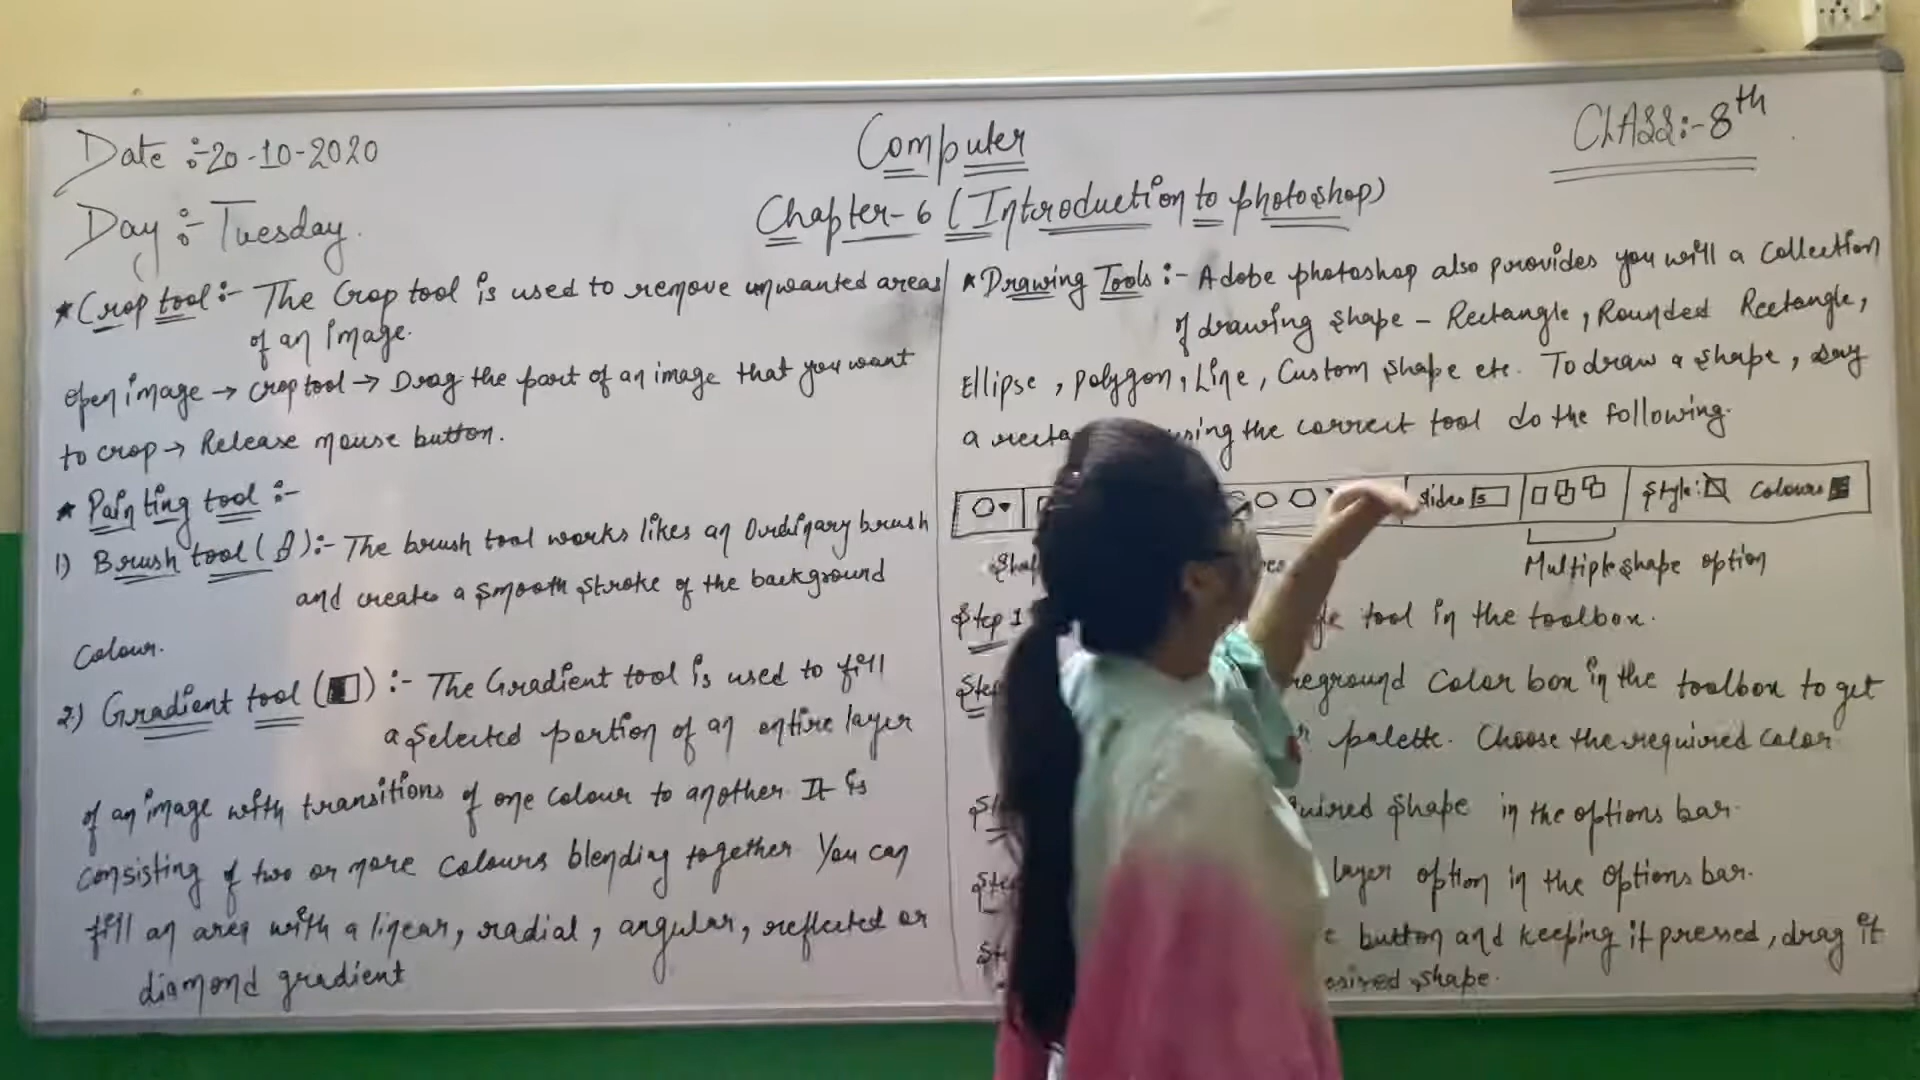 Date :-20-10-2020
Computer
CLASS:-8th
Day :- Tuesday.
Chapter-6 (Introduction to photoshop)
* Crop tool :- The Crop tool is used to remove unwanted areas
of an Image.
open image → crop tool → Drag the part of an image that you want
to crop → Release mouse button.
* Painting tool :-
1) Brush tool ( ) :- The brush tool works likes an Ordinary brush
and creates a smooth stroke of the background
Colour.
2.) Gradient tool ( ) :- The Gradient tool is used to fill
a selected portion of an entire layer
of an image with transitions of one colour to another. It is
consisting of two or more colours blending together. You can
fill an area with a linear, radial, angular, reflected or
diamond gradient
* Drawing Tools :- Adobe photoshop also provides you will a collection
of drawing shape - Rectangle, Rounded Rectangle,
Ellipse, polygon, Line, Custom shape etc. To draw a shape, say
a using the correct tool do the following.
Sides 5 Style: Colour
Multiple shape option
Step 1 tool in the toolbox.
Color box in the toolbox to get
palette. Choose the required color
shape in the options bar.
layer option in the options bar.
button and keeping it pressed, drag it
shape.